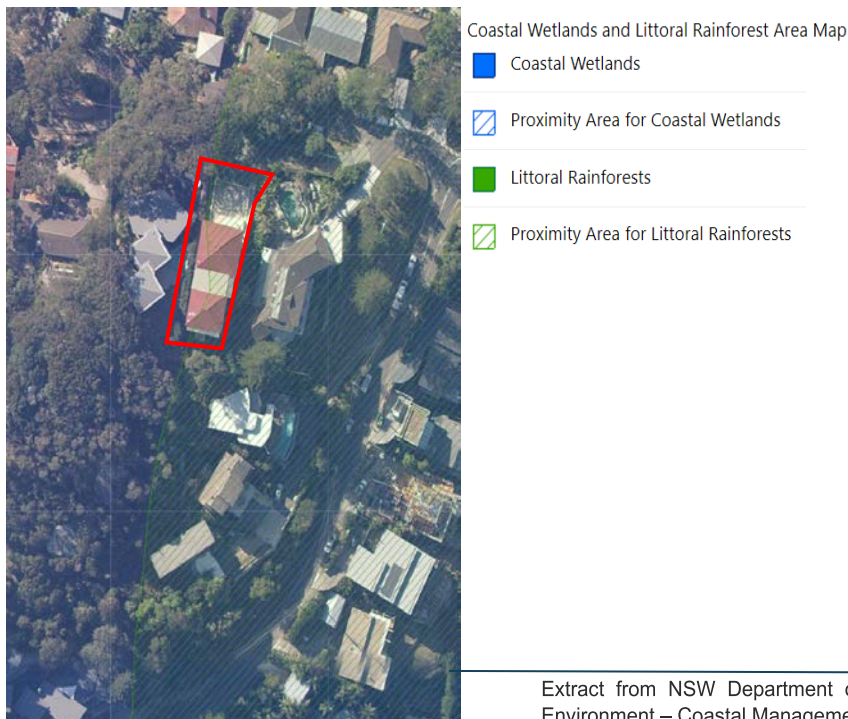 Coastal Wetlands and Littoral Rainforest Area Map
Coastal Wetlands
Proximity Area for Coastal Wetlands
Littoral Rainforests
Proximity Area for Littoral Rainforests
Extract from NSW Department
Environment – Coastal